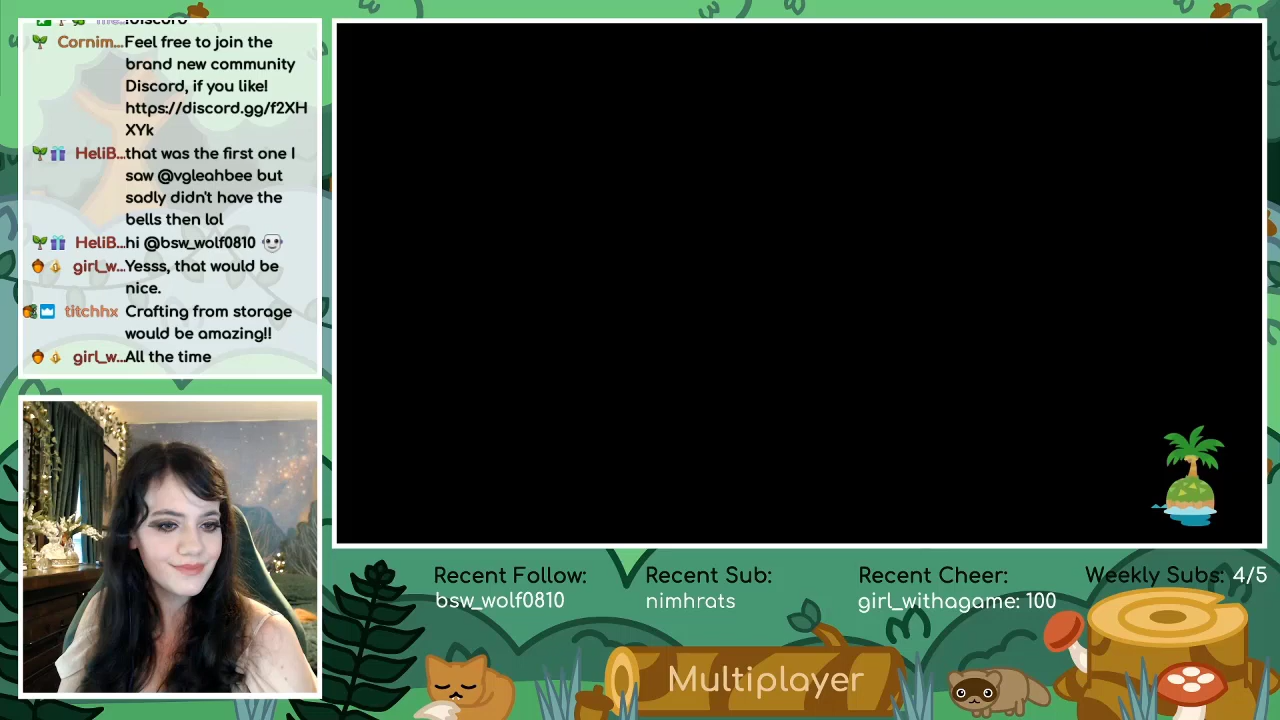 !discord
Cornim...Feel free to join the
brand new community
Discord, if you like!
https://discord.gg/f2XH
XYk
HeliB...that was the first one I
saw @vgleahbee but
sadly didn't have the
bells then lol
HeliB...hi @bsw_wolf0810
girl_w...Yesss, that would be
nice.
titchhx Crafting from storage
would be amazing!!
girl_w...All the time
Recent Follow:
bsw_wolf0810
Recent Sub:
nimhrats
Recent Cheer:
girl_withagame: 100
Weekly Subs: 4/5
Multiplayer